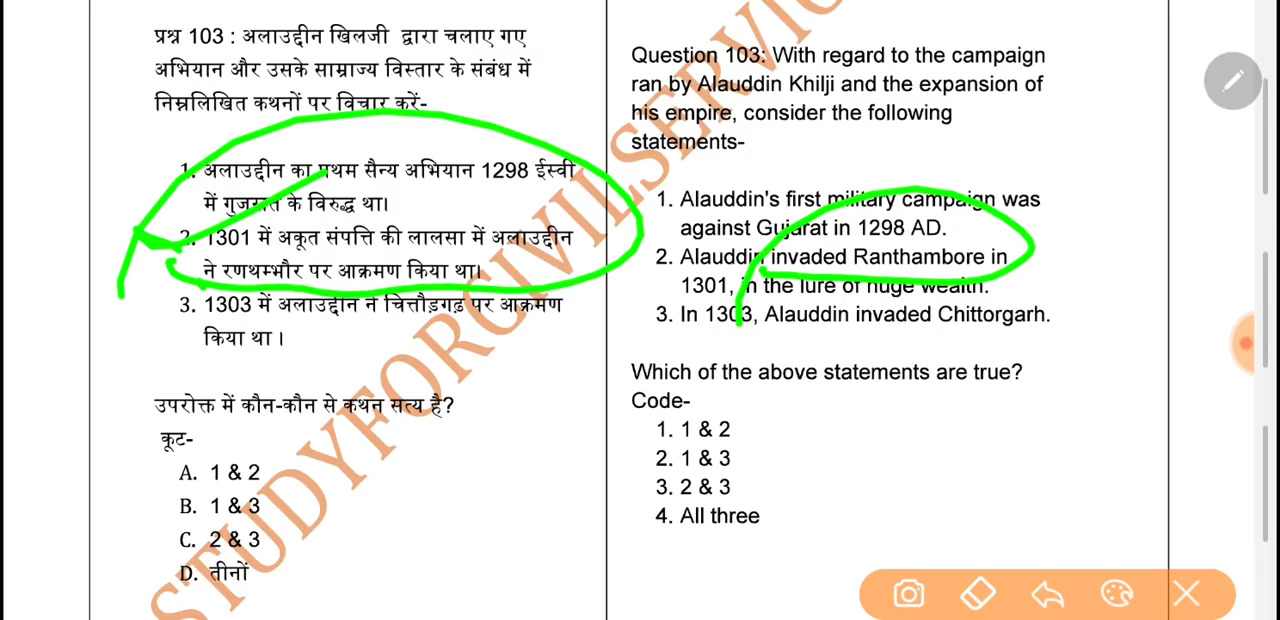 प्रश्न 103 : अलाउद्दीन खिलजी द्वारा चलाए गए
अभियान और उसके साम्राज्य विस्तार के संबंध में
निम्नलिखित कथनों पर विचार करें-
1. अलाउद्दीन का प्रथम सैन्य अभियान 1298 ईस्वी
में गुजरात के विरुद्ध था।
2. 1301 में अकूत संपत्ति की लालसा में अलाउद्दीन
ने रणथम्भौर पर आक्रमण किया था।
3. 1303 में अलाउद्दीन ने चित्तौड़गढ़ पर आक्रमण
किया था ।
उपरोक्त में कौन-कौन से कथन सत्य है?
कूट-
A. 1 & 2
B. 1 & 3
C. 2 & 3
D. तीनों
Question 103: With regard to the campaign
ran by Alauddin Khilji and the expansion of
his empire, consider the following
statements-
1. Alauddin's first military campaign was
against Gujarat in 1298 AD.
2. Alauddin invaded Ranthambore in
1301, in the lure of huge wealth.
3. In 1303, Alauddin invaded Chittorgarh.
Which of the above statements are true?
Code-
1. 1 & 2
2. 1 & 3
3. 2 & 3
4. All three
STUDYFORCIVILSERVICE